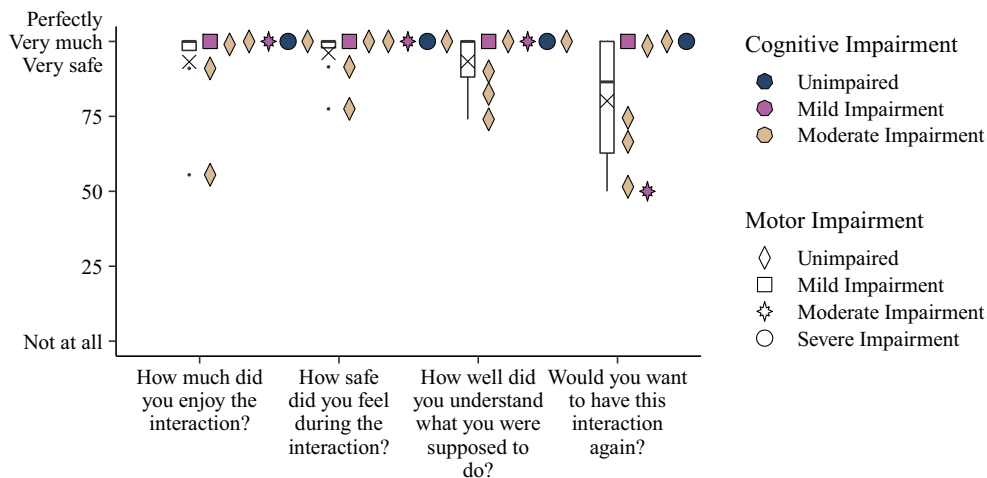 Perfectly
Very much
Very safe
75
50
25
Not at all
How much did
you enjoy the
interaction?
How safe
did you feel
during the
interaction?
How well did
you understand
what you were
supposed to
do?
Would you want
to have this
interaction
again?
Cognitive Impairment
Unimpaired
Mild Impairment
Moderate Impairment
Motor Impairment
Unimpaired
Mild Impairment
Moderate Impairment
Severe Impairment